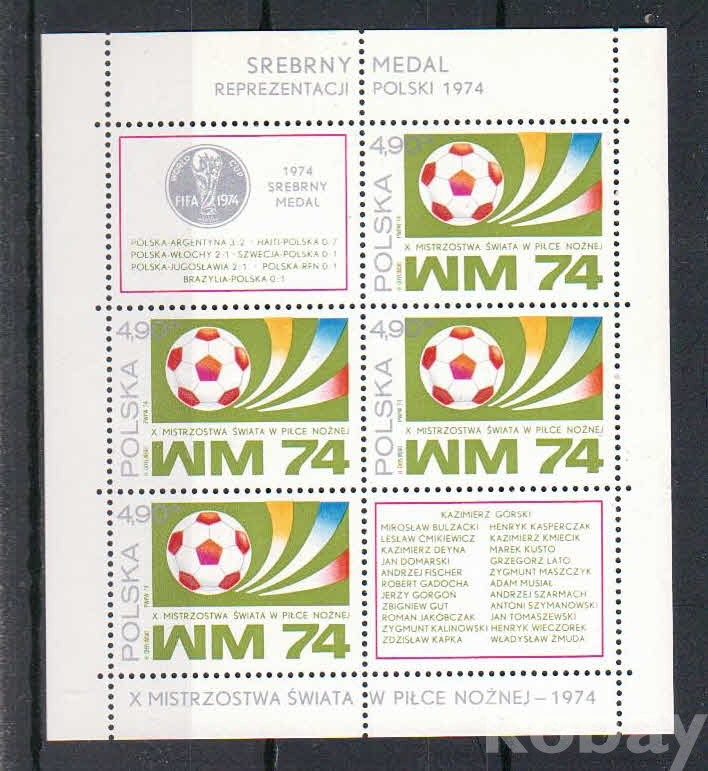 SREBRNY MEDAL
REPREZENTACJI POLSKI 1974
WORLD CUP
FIFA 1974
1974
SREBRNY
MEDAL
POLSKA-ARGENTYNA 3:2 · HAITI-POLSKA 0:7
POLSKA-WŁOCHY 2:1 · SZWECJA-POLSKA 0:1
POLSKA-JUGOSŁAWIA 2:1 · POLSKA-RFN 0:1
BRAZYLIA-POLSKA 0:1
4,90
POLSKA
X MISTRZOSTWA ŚWIATA W PIŁCE NOŻNEJ
WM 74
4,90
POLSKA
X MISTRZOSTWA ŚWIATA W PIŁCE NOŻNEJ
WM 74
4,90
POLSKA
X MISTRZOSTWA ŚWIATA W PIŁCE NOŻNEJ
WM 74
4,90
POLSKA
X MISTRZOSTWA ŚWIATA W PIŁCE NOŻNEJ
WM 74
KAZIMIERZ GÓRSKI
MIROSŁAW BULZACKI HENRYK KASPERCZAK
LESŁAW ĆMIKIEWICZ KAZIMIERZ KMIECIK
KAZIMIERZ DEYNA MAREK KUSTO
JAN DOMARSKI GRZEGORZ LATO
ANDRZEJ FISCHER ZYGMUNT MASZCZYK
ROBERT GADOCHA ADAM MUSIAŁ
JERZY GORGOŃ ANDRZEJ SZARMACH
ZBIGNIEW GUT ANTONI SZYMANOWSKI
ROMAN JAKÓBCZAK JAN TOMASZEWSKI
ZYGMUNT KALINOWSKI HENRYK WIECZOREK
ZDZISŁAW KAPKA WŁADYSŁAW ŻMUDA
X MISTRZOSTWA ŚWIATA W PIŁCE NOŻNEJ—1974
kobay